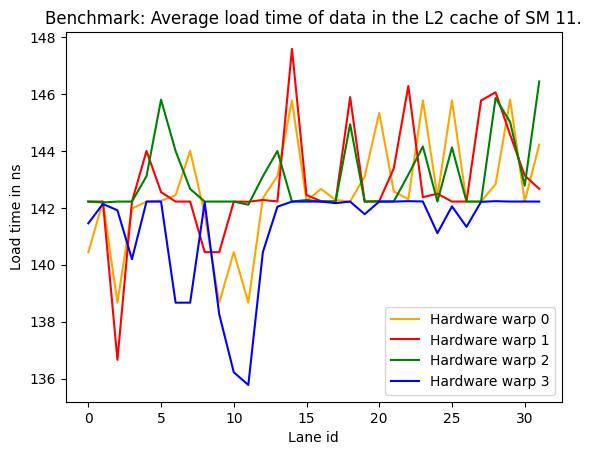 Benchmark: Average load time of data in the L2 cache of SM 11.
Load time in ns
148
146
144
142
140
138
136
0
5
10
15
20
25
30
Lane id
Hardware warp 0
Hardware warp 1
Hardware warp 2
Hardware warp 3